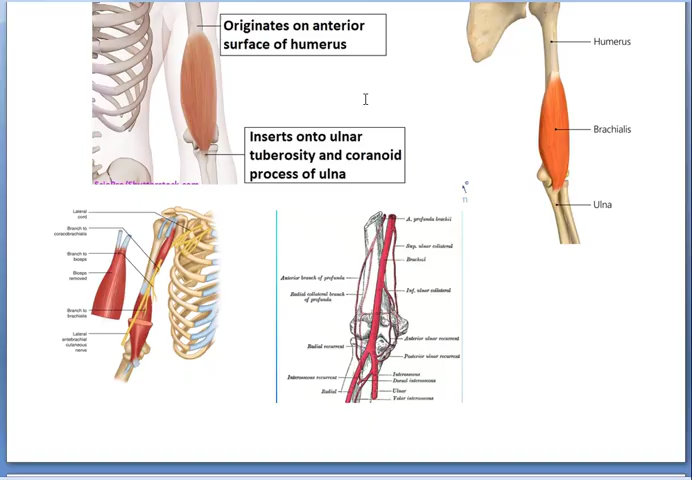 Originates on anterior
surface of humerus
Inserts onto ulnar
tuberosity and coranoid
process of ulna
Humerus
Brachialis
Ulna
Lateral
cord
Branch to
coracobrachialis
Branch to
biceps
Biceps
removed
Branch to
brachialis
Lateral
antebrachial
cutaneous
nerve
A. profunda brachii
Sup. ulnar collateral
Brachial
Anterior branch of profunda
Radial collateral branch
of profunda
Inf. ulnar collateral
Radial recurrent
Anterior ulnar recurrent
Posterior ulnar recurrent
Interosseous recurrent
Interosseous
Dorsal interosseous
Radial
Ulnar
Volar interosseous